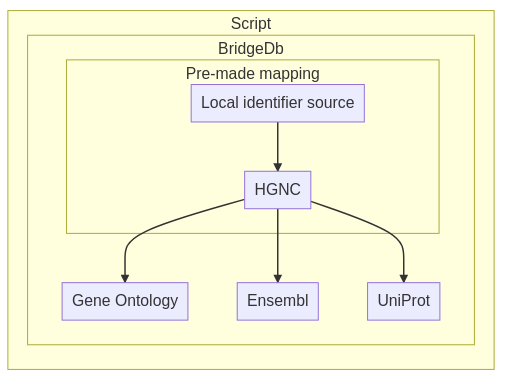 Script
BridgeDb
Pre-made mapping
Local identifier source
HGNC
Gene Ontology
Ensembl
UniProt